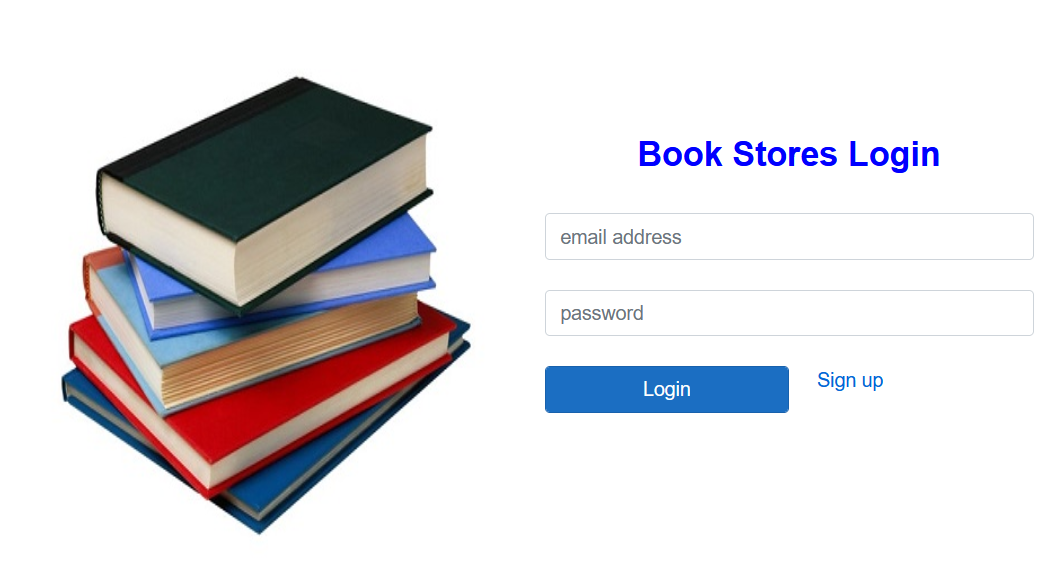 Book Stores Login
email address
password
Login
Sign up